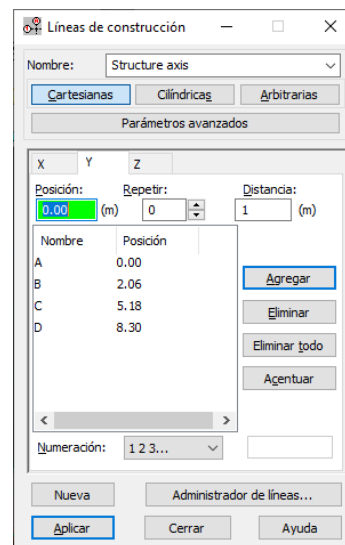 Líneas de construcción
Nombre: Structure axis
Cartesianas Cilíndricas Arbitrarias
Parámetros avanzados
X Y Z
Posición: Repetir: Distancia:
0.00 (m) 0 1 (m)
Nombre Posición
A 0.00
B 2.06
C 5.18
D 8.30
Agregar
Eliminar
Eliminar todo
Acentuar
Numeración: 1 2 3...
Nueva Administrador de líneas...
Aplicar Cerrar Ayuda